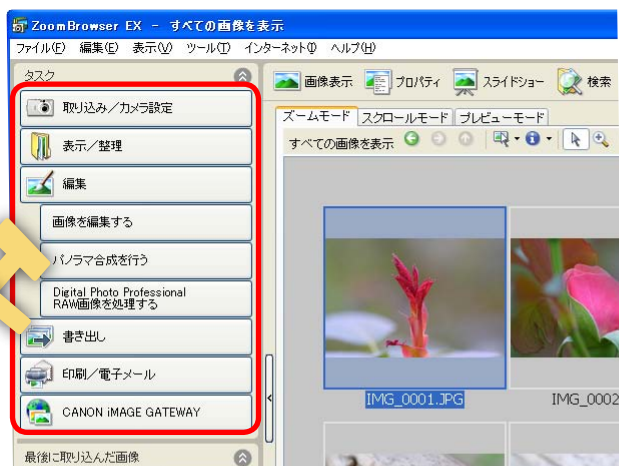 ZoomBrowser EX - すべての画像を表示
ファイル(F) 編集(E) 表示(V) ツール(T) インターネット(I) ヘルプ(H)
タスク
取り込み/カメラ設定
表示/整理
編集
画像を編集する
パノラマ合成を行う
Digital Photo Professional
RAW画像を処理する
書き出し
印刷/電子メール
CANON iMAGE GATEWAY
最後に取り込んだ画像
画像表示 プロパティ スライドショー 検索
ズームモード スクロールモード プレビューモード
すべての画像を表示
IMG_0001.JPG
IMG_0002